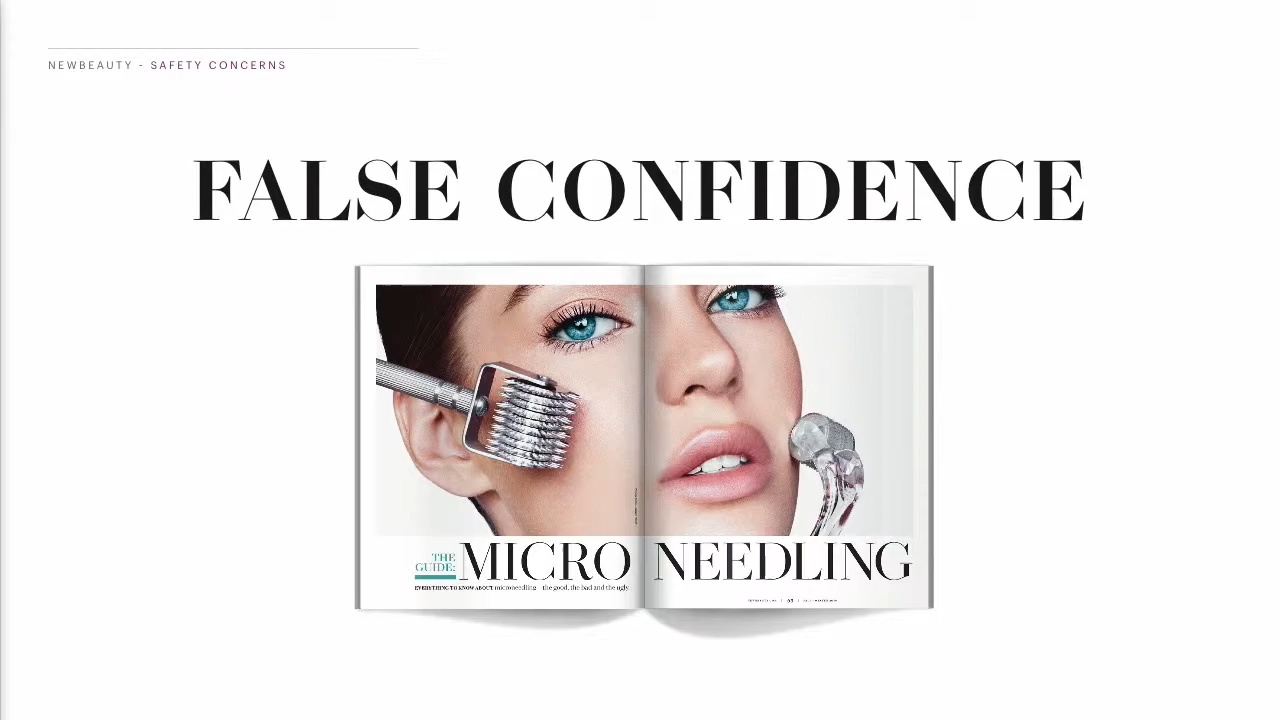 NEWBEAUTY - SAFETY CONCERNS
FALSE CONFIDENCE
THE
GUIDE:
MICRO NEEDLING
EVERYTHING TO KNOW ABOUT microneedling—the good, the bad and the ugly.